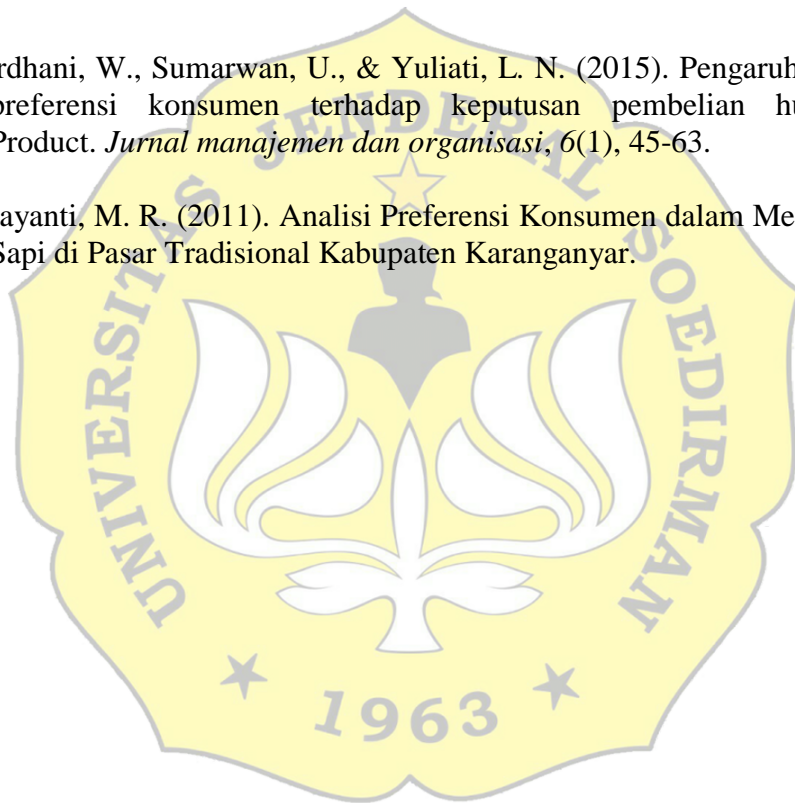 rdhani, W., Sumarwan, U., & Yuliati, L. N. (2015). Pengaruh
preferensi konsumen terhadap keputusan pembelian hu
Product. Jurnal manajemen dan organisasi, 6(1), 45-63.
ayanti, M. R. (2011). Analisi Preferensi Konsumen dalam Me
Sapi di Pasar Tradisional Kabupaten Karanganyar.
UNIVERSITAS JENDERAL SOEDIRMAN
1963